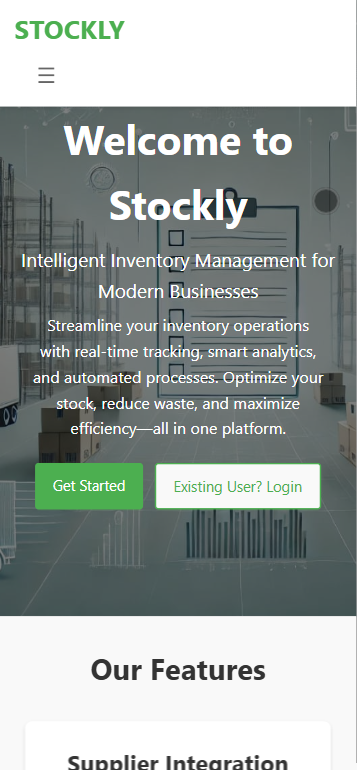 STOCKLY
☰
Welcome to
Stockly
Intelligent Inventory Management for
Modern Businesses
Streamline your inventory operations
with real-time tracking, smart analytics,
and automated processes. Optimize your
stock, reduce waste, and maximize
efficiency—all in one platform.
Get Started
Existing User? Login
Our Features
Supplier Integration